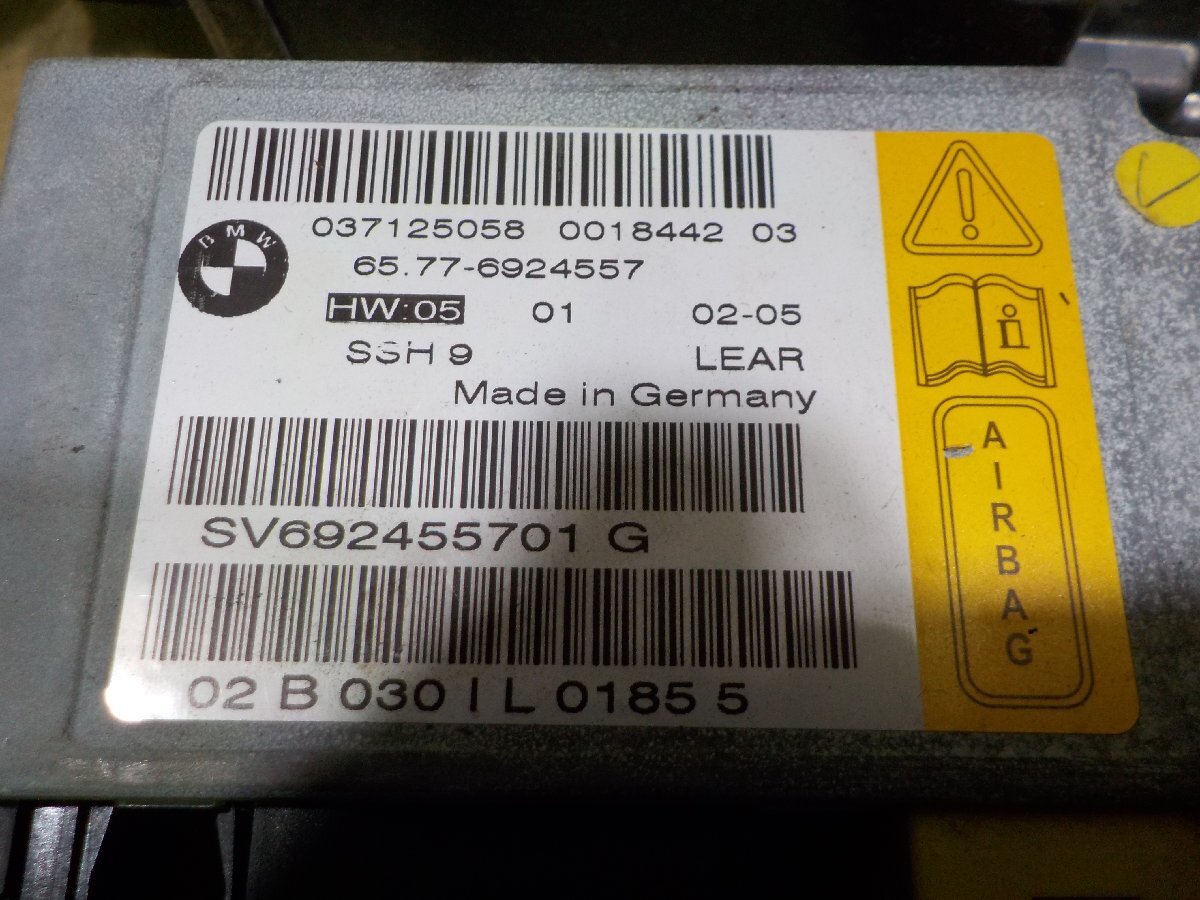 037125058 0018442 03
BMW
65.77-6924557
HW:05 01 02-05
SSH 9 LEAR
Made in Germany
SV692455701 G
02 B 030 I L 0185 5
AIRBAG